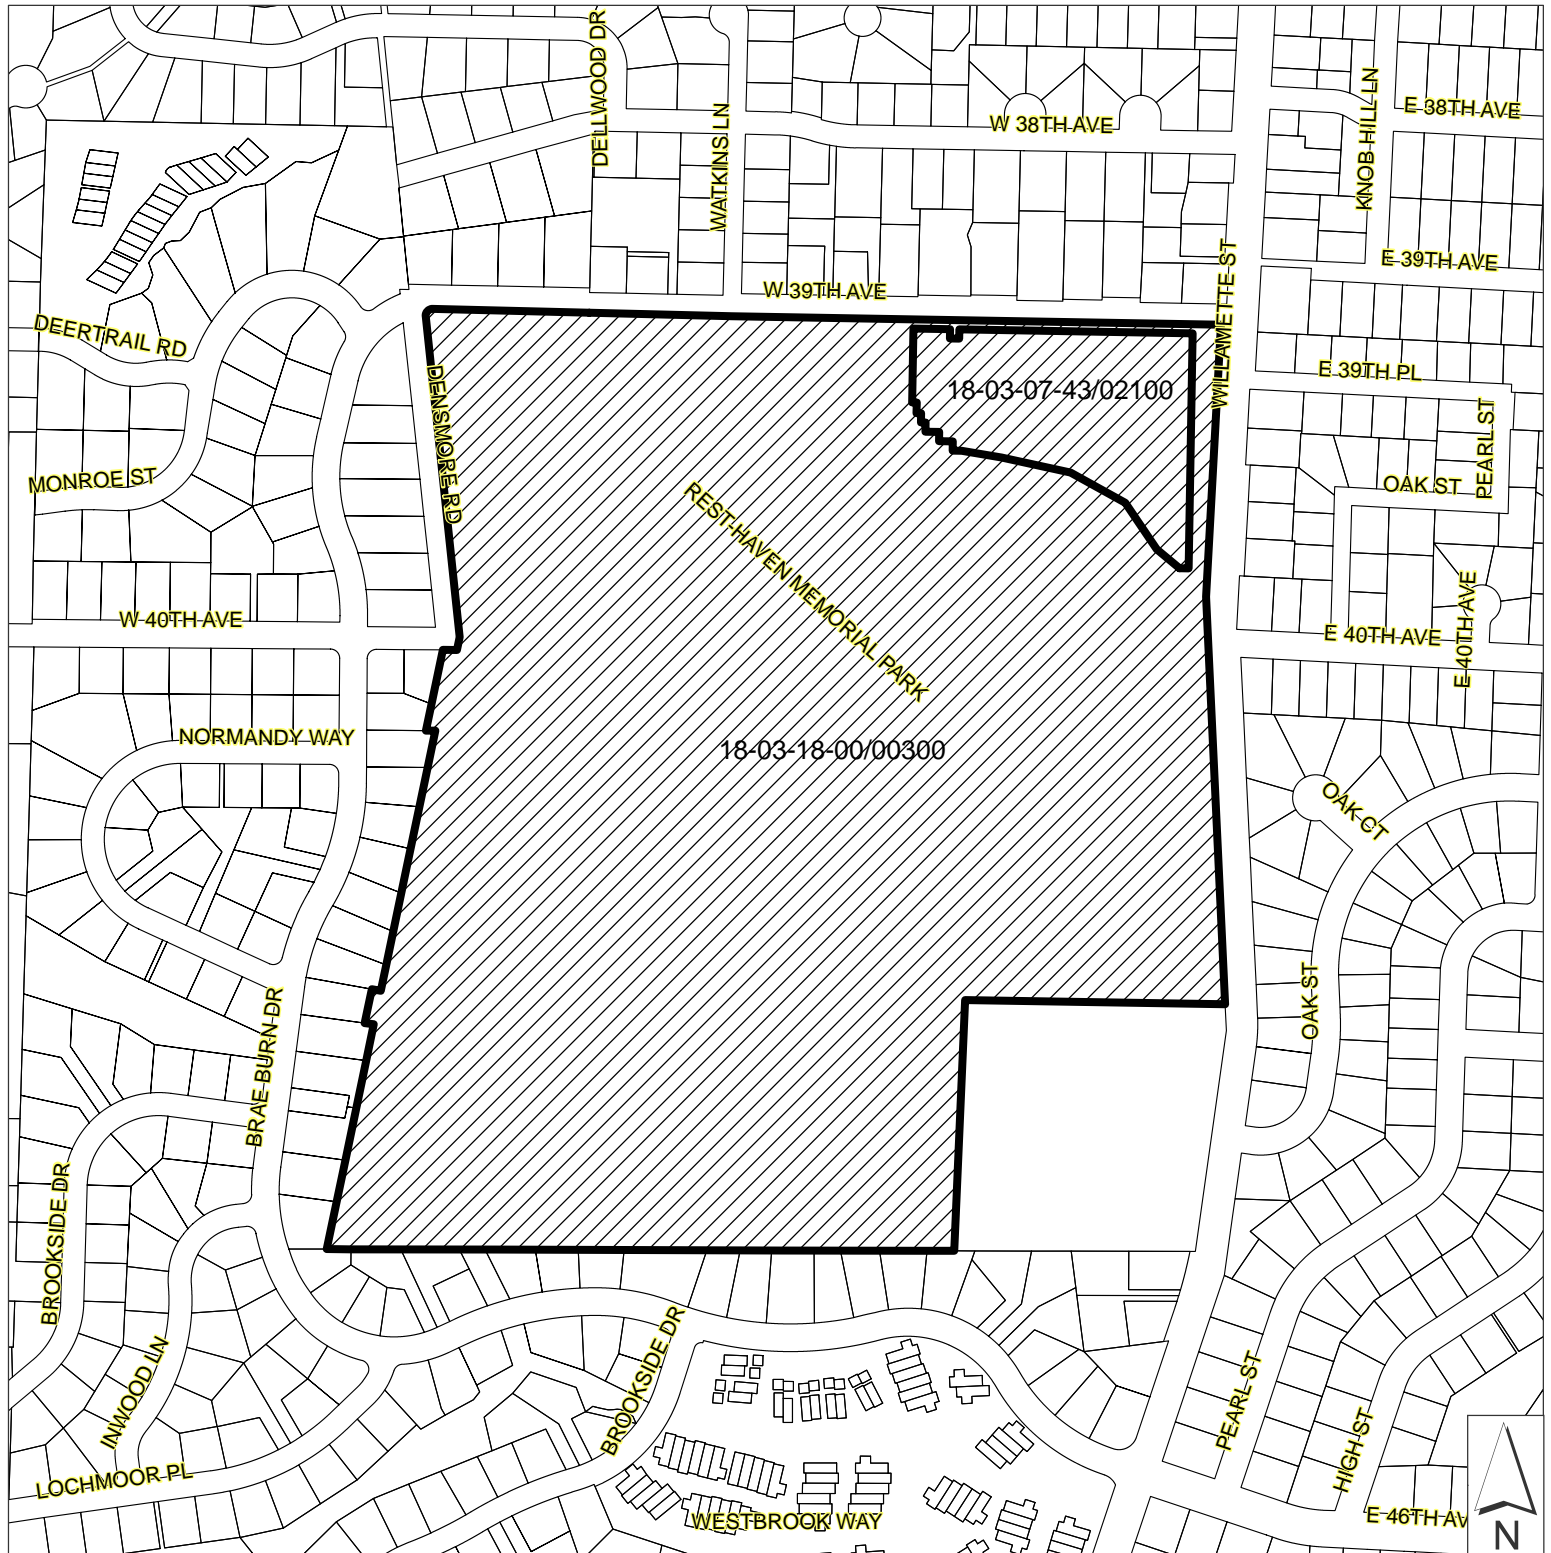 DELLWOOD DR
WATKINS LN
W 38TH AVE
KNOB HILL LN
E 38TH AVE
WILLAMETTE ST
E 39TH AVE
W 39TH AVE
DEERTRAIL RD
DENSMORE RD
18-03-07-43/02100
E 39TH PL
PEARL ST
MONROE ST
OAK ST
REST-HAVEN MEMORIAL PARK
W 40TH AVE
E 40TH AVE
E 40TH AVE
NORMANDY WAY
18-03-18-00/00300
OAK CT
OAK ST
BRAE BURN DR
BROOKSIDE DR
INWOOD LN
BROOKSIDE DR
PEARL ST
HIGH ST
LOCHMOOR PL
WESTBROOK WAY
E 46TH AV
N